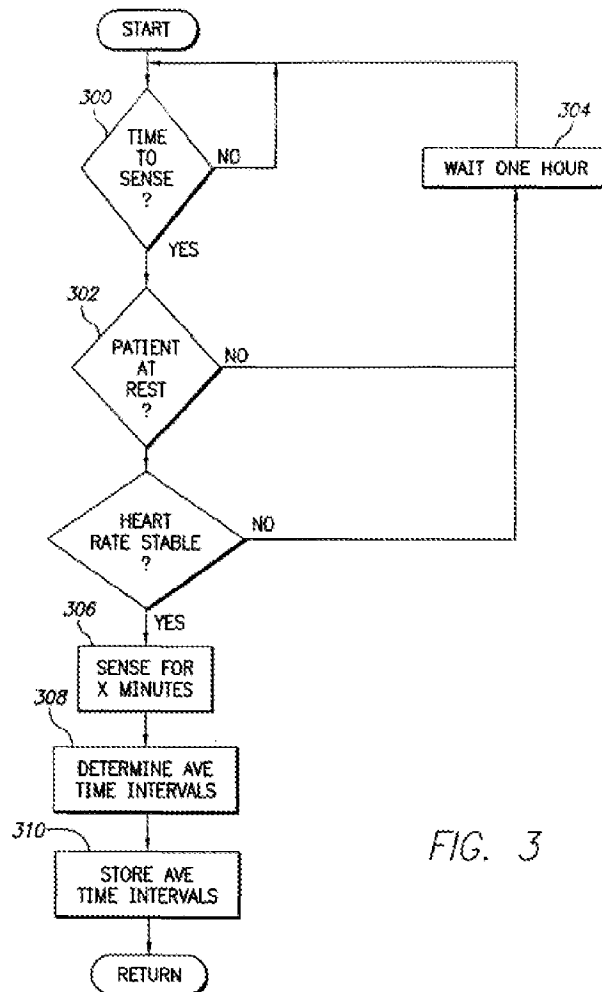 START
300
TIME
TO
SENSE
?
NO
YES
304
WAIT ONE HOUR
302
PATIENT
AT
REST
?
NO
HEART
RATE STABLE
?
NO
YES
306
SENSE FOR
X MINUTES
308
DETERMINE AVE
TIME INTERVALS
310
STORE AVE
TIME INTERVALS
RETURN
FIG. 3